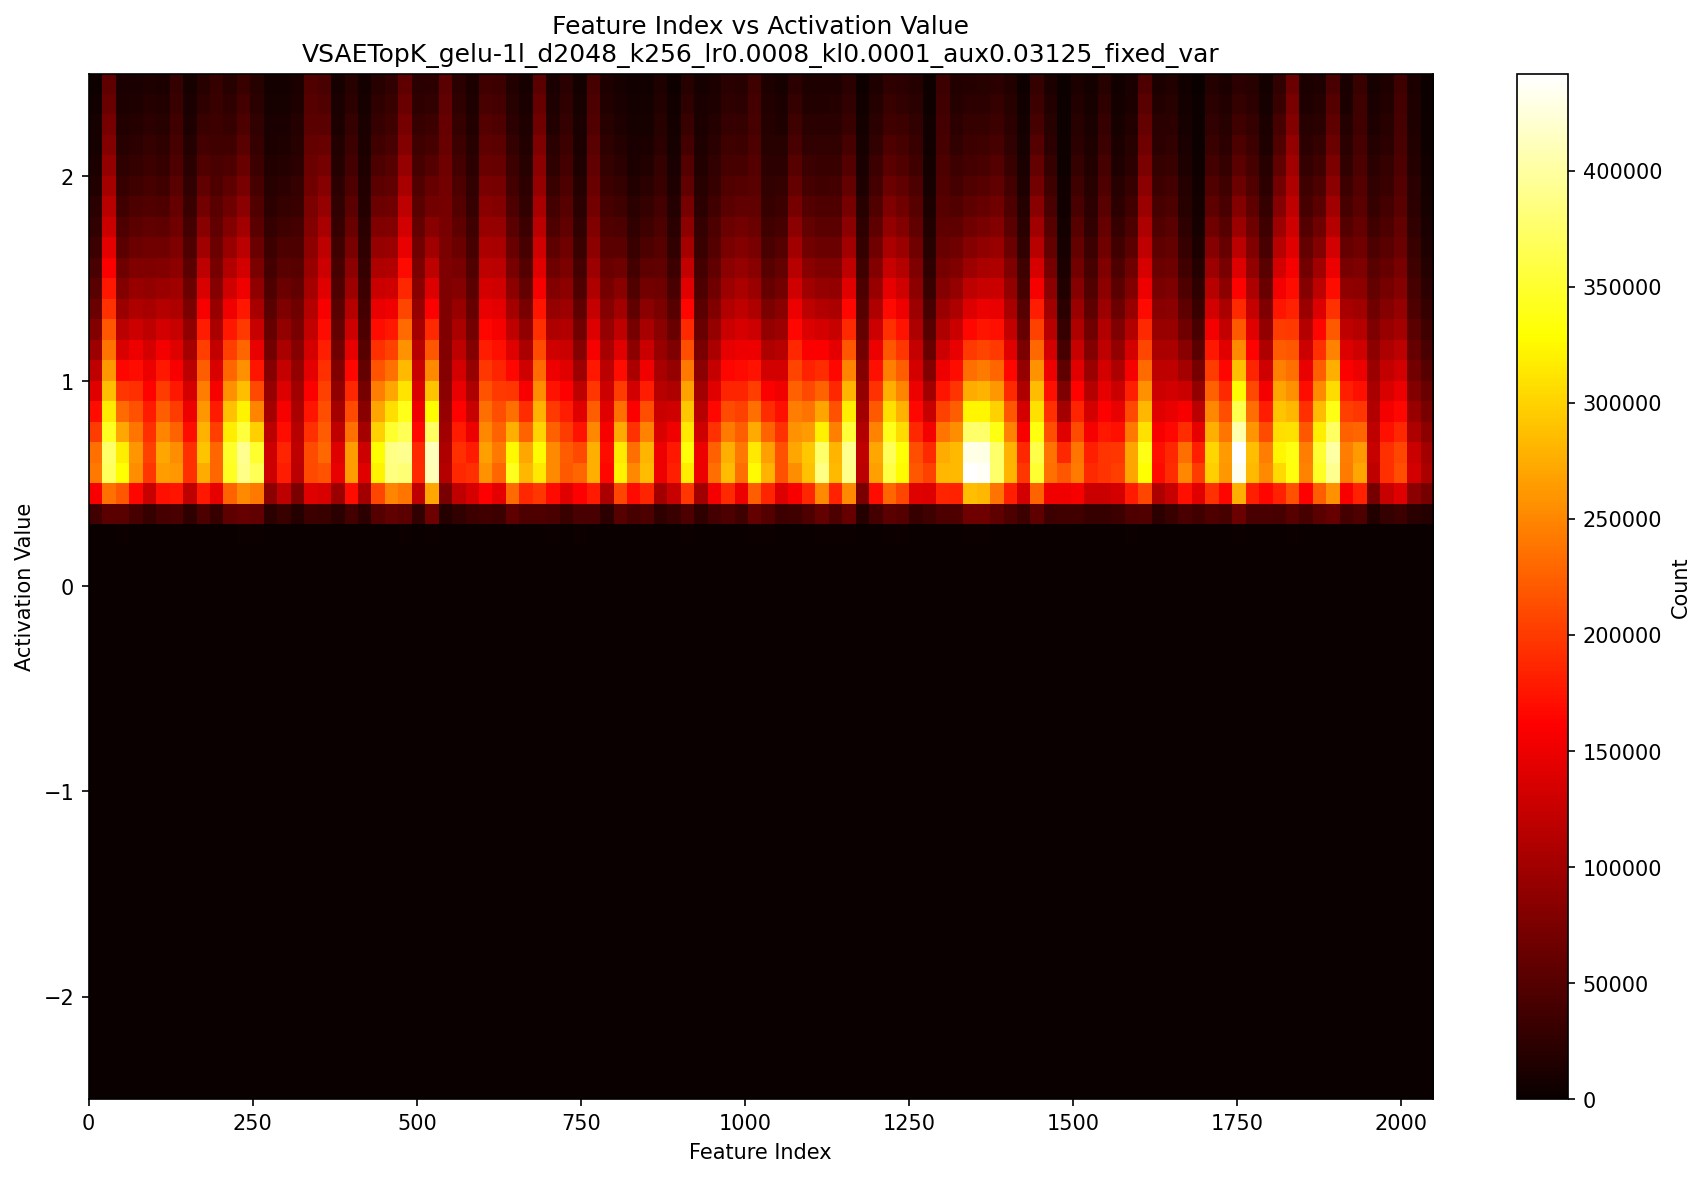 Feature Index vs Activation Value
VSAETopK_gelu-1l_d2048_k256_lr0.0008_kl0.0001_aux0.03125_fixed_var
Activation Value
2
1
0
−1
−2
0 250 500 750 1000 1250 1500 1750 2000
Feature Index
400000
350000
300000
250000
200000
150000
100000
50000
0
Count